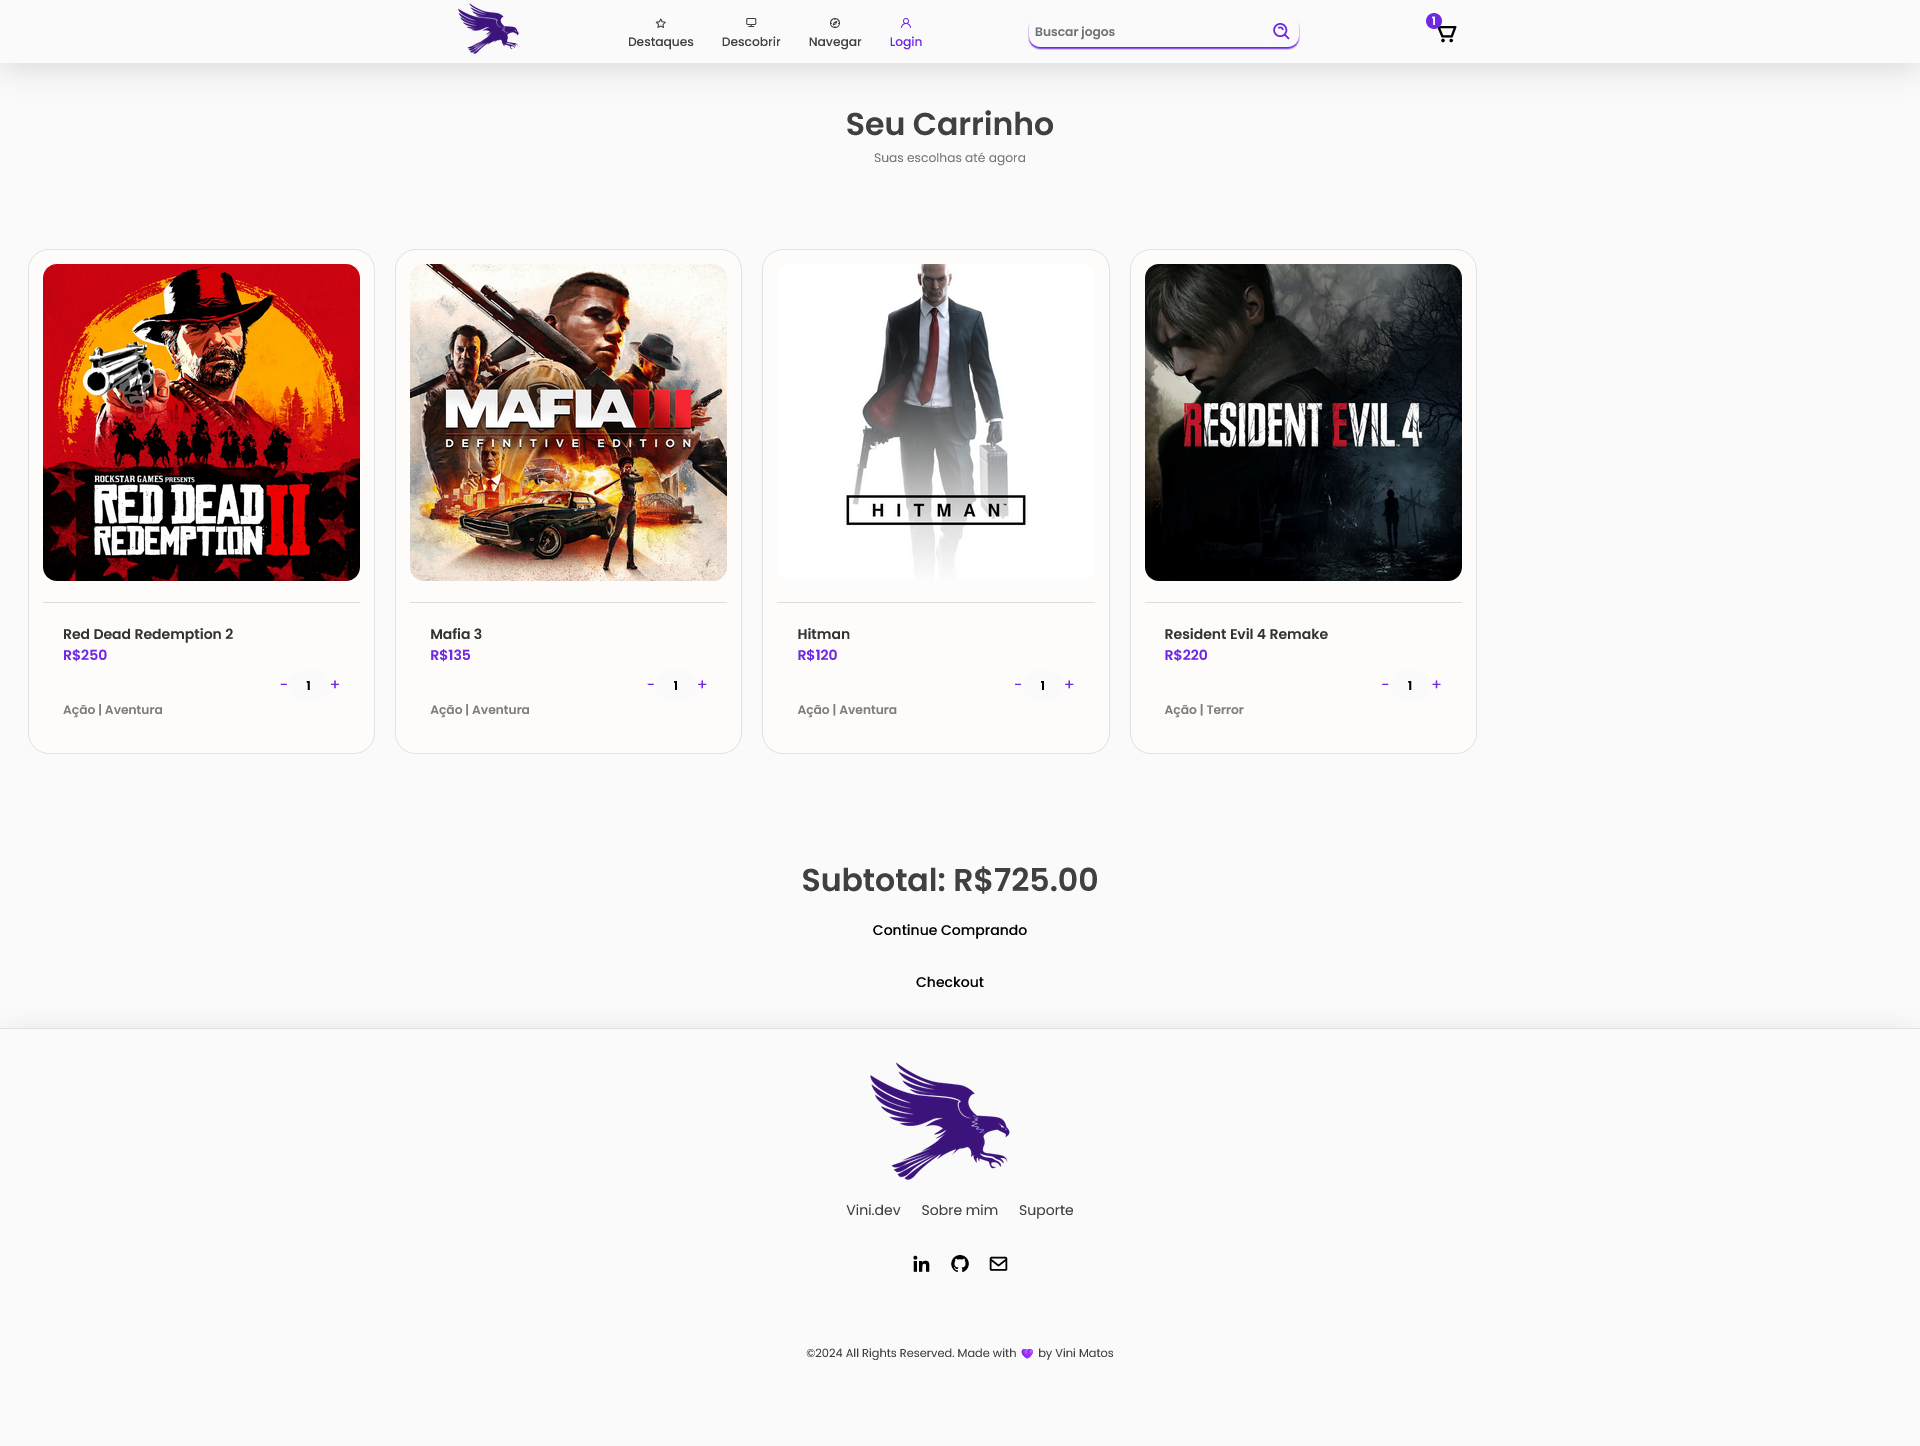 Destaques
Descobrir
Navegar
Login
Buscar jogos
1
Seu Carrinho
Suas escolhas até agora
ROCKSTAR GAMES PRESENTS
RED DEAD
REDEMPTION II
MAFIA III
DEFINITIVE EDITION
HITMAN
RESIDENT EVIL 4
Red Dead Redemption 2
R$250
- 1 +
Ação | Aventura
Mafia 3
R$135
- 1 +
Ação | Aventura
Hitman
R$120
- 1 +
Ação | Aventura
Resident Evil 4 Remake
R$220
- 1 +
Ação | Terror
Subtotal: R$725.00
Continue Comprando
Checkout
Vini.dev Sobre mim Suporte
©2024 All Rights Reserved. Made with 💜 by Vini Matos